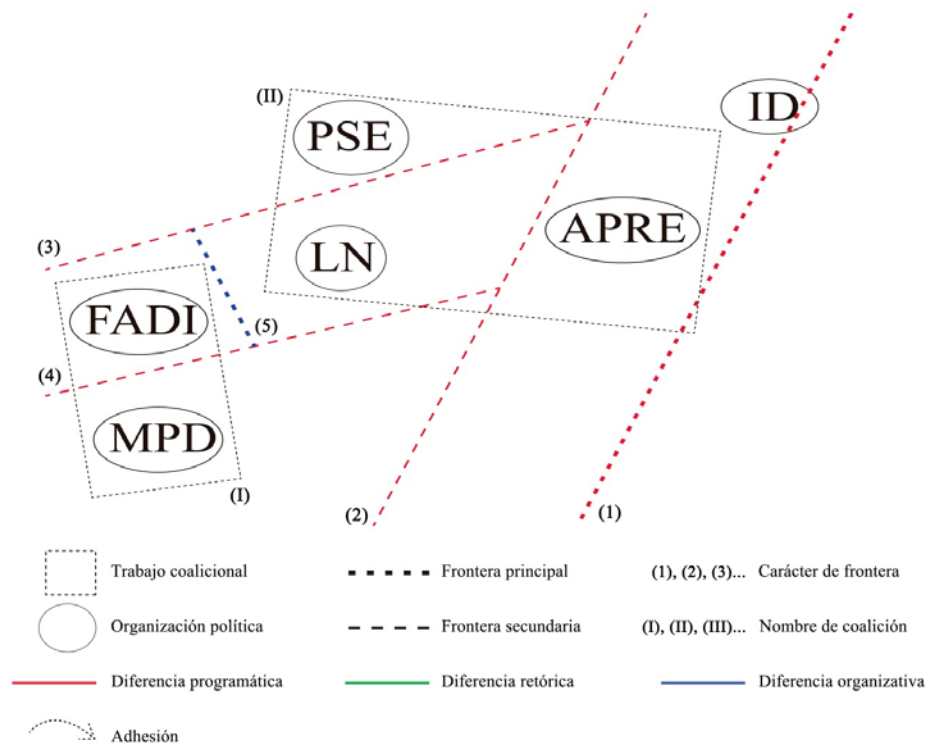 ID
(II)
PSE
APRE
(3)
LN
FADI
(5)
(4)
MPD
(I)
(2)
(1)
Trabajo coalicional
Frontera principal
(1), (2), (3)... Carácter de frontera
Organización política
Frontera secundaria
(I), (II), (III)... Nombre de coalición
Diferencia programática
Diferencia retórica
Diferencia organizativa
Adhesión